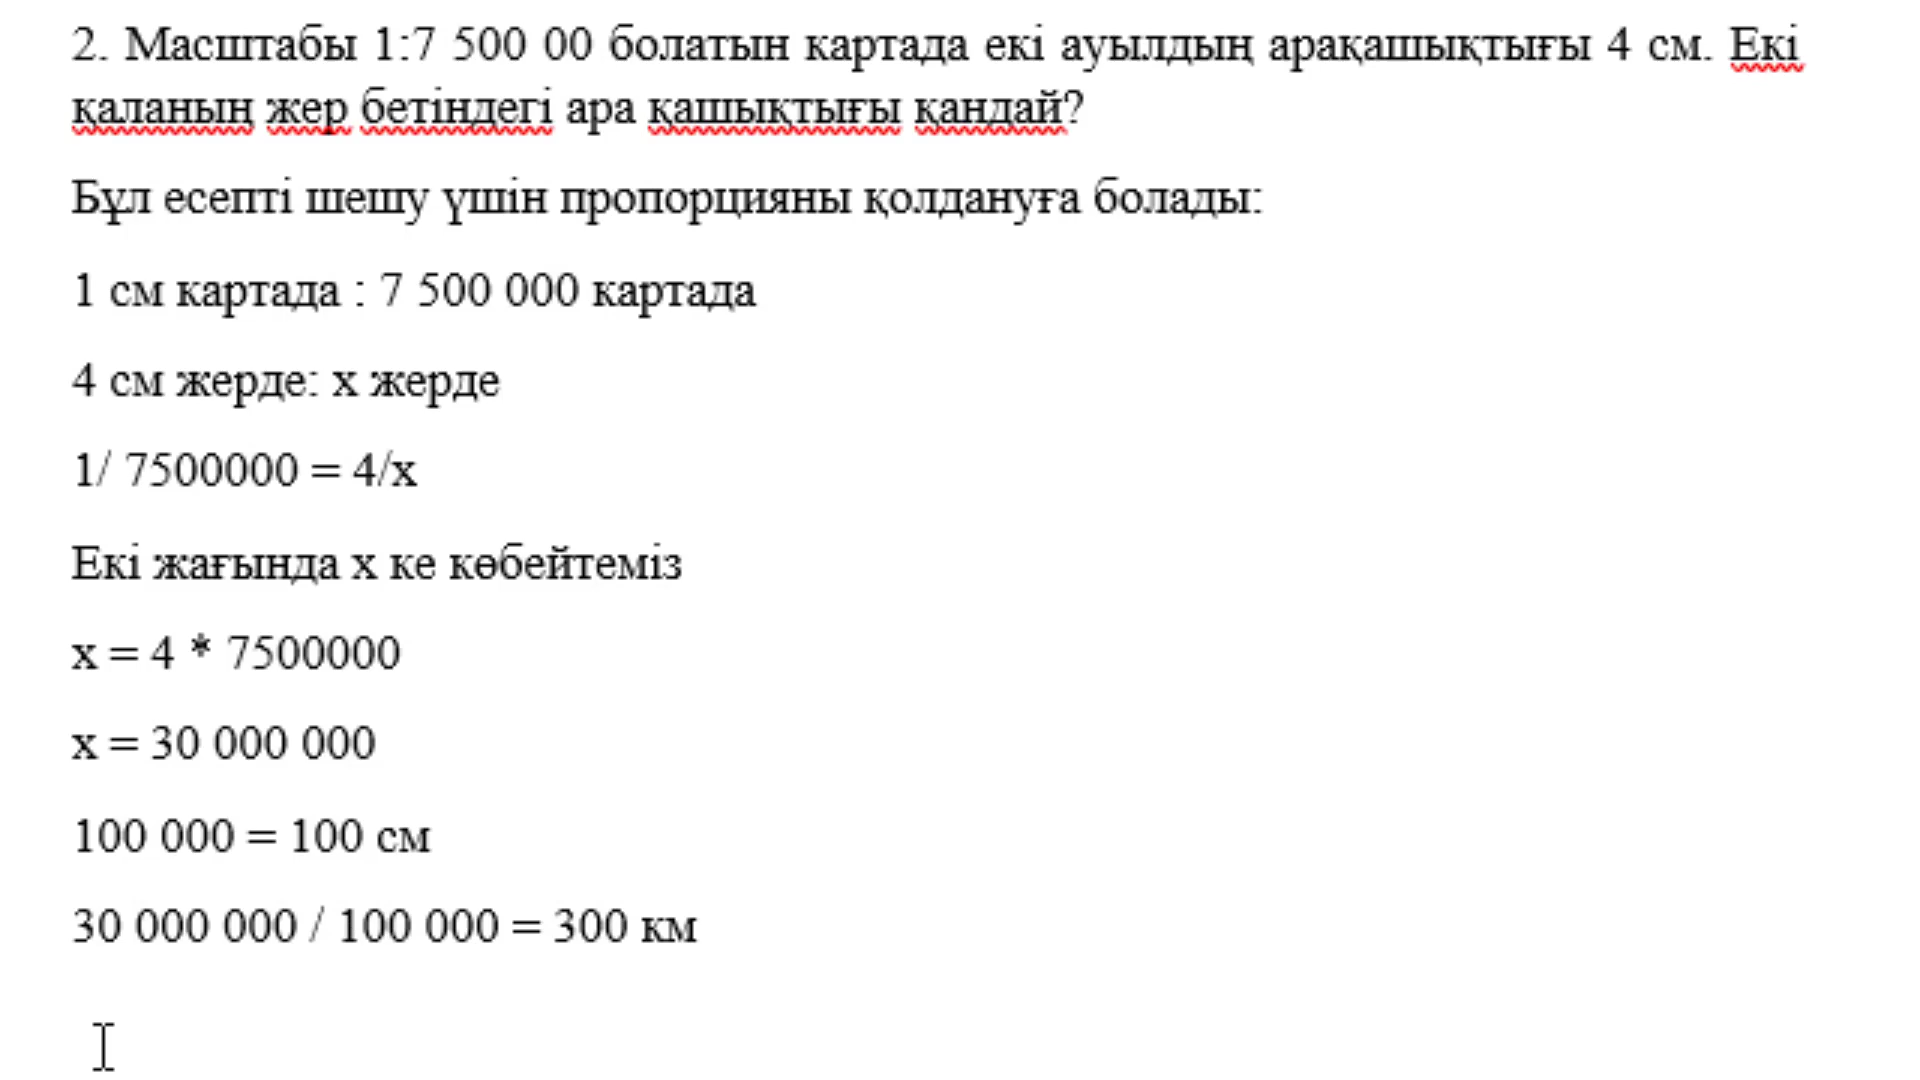 2. Масштабы 1:7 500 00 болатын картада екі ауылдың арақашықтығы 4 см. Екі
қаланың жер бетіндегі ара қашықтығы қандай?
Бұл есепті шешу үшін пропорцияны қолдануға болады:
1 см картада : 7 500 000 картада
4 см жерде: х жерде
1/ 7500000 = 4/х
Екі жағында х ке көбейтеміз
х = 4 * 7500000
х = 30 000 000
100 000 = 100 см
30 000 000 / 100 000 = 300 км